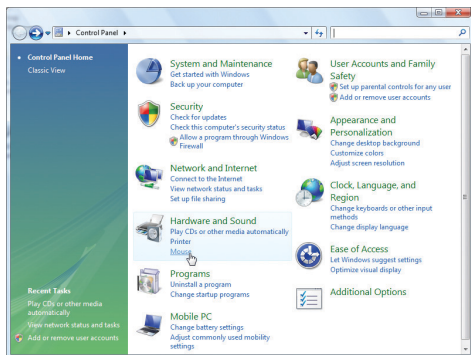 Control Panel
Control Panel Home
Classic View
System and Maintenance
Get started with Windows
Back up your computer
Security
Check for updates
Check this computer's security status
Allow a program through Windows
Firewall
Network and Internet
Connect to the Internet
View network status and tasks
Set up file sharing
Hardware and Sound
Play CDs or other media automatically
Printer
Mouse
Programs
Uninstall a program
Change startup programs
Mobile PC
Change battery settings
Adjust commonly used mobility
settings
User Accounts and Family
Safety
Set up parental controls for any user
Add or remove user accounts
Appearance and
Personalization
Change desktop background
Customize colors
Adjust screen resolution
Clock, Language, and
Region
Change keyboards or other input
methods
Change display language
Ease of Access
Let Windows suggest settings
Optimize visual display
Additional Options
Recent Tasks
Play CDs or other media
automatically
View network status and tasks
Add or remove user accounts